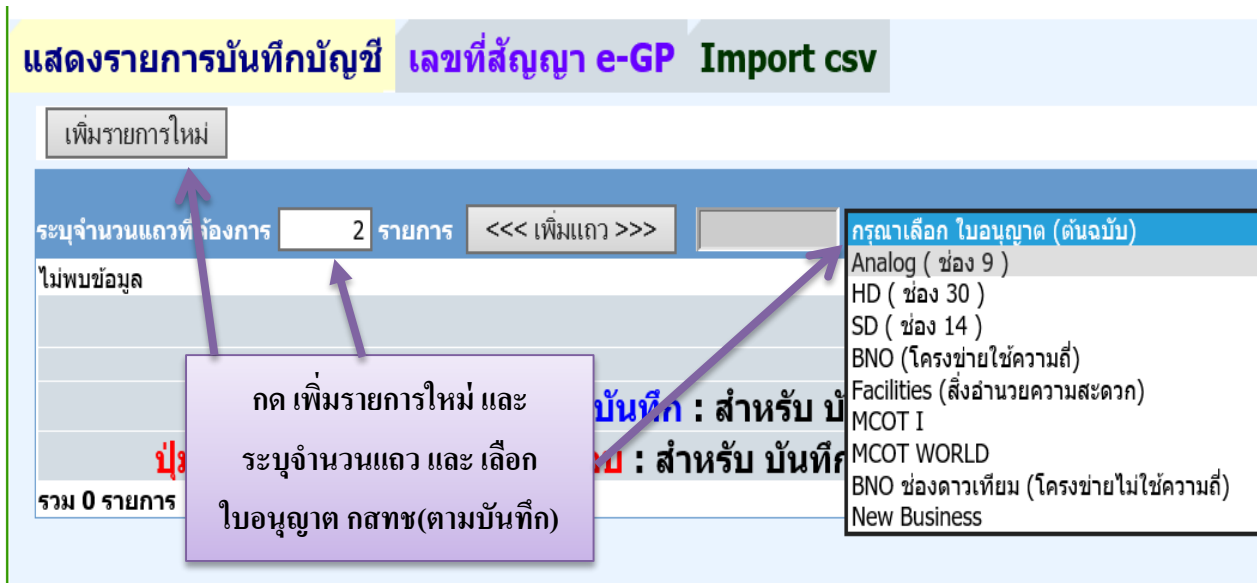 แสดงรายการบันทึกบัญชี เลขที่สัญญา e-GP Import csv
เพิ่มรายการใหม่
ระบุจำนวนแถวที่ต้องการ 2 รายการ <<< เพิ่มแถว >>>
กรุณาเลือก ใบอนุญาต (ต้นฉบับ)
Analog ( ช่อง 9 )
HD ( ช่อง 30 )
SD ( ช่อง 14 )
BNO (โครงข่ายใช้ความถี่)
Facilities (สิ่งอำนวยความสะดวก)
MCOT I
MCOT WORLD
BNO ช่องดาวเทียม (โครงข่ายไม่ใช้ความถี่)
New Business
ไม่พบข้อมูล
กด เพิ่มรายการใหม่ และ
ระบุจำนวนแถว และ เลือก
ใบอนุญาต กสทช(ตามบันทึก)
บันทึก : สำหรับ
: สำหรับ บันทึก
รวม 0 รายการ